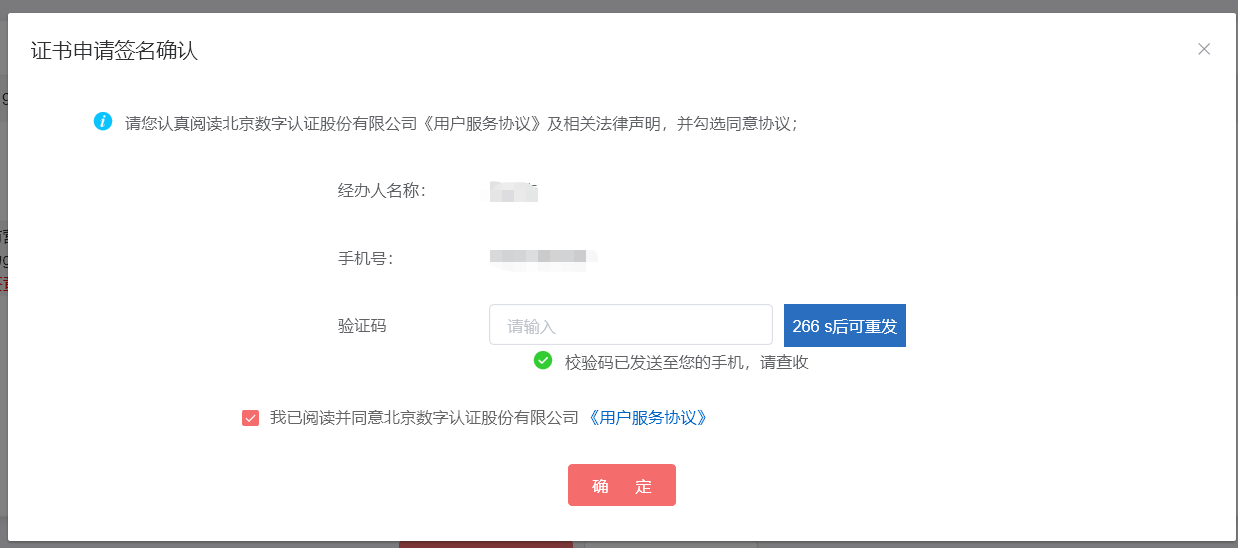 证书申请签名确认
请您认真阅读北京数字认证股份有限公司《用户服务协议》及相关法律声明，并勾选同意协议；
经办人名称：
手机号：
验证码
请输入
266 s后可重发
校验码已发送至您的手机，请查收
我已阅读并同意北京数字认证股份有限公司 《用户服务协议》
确 定